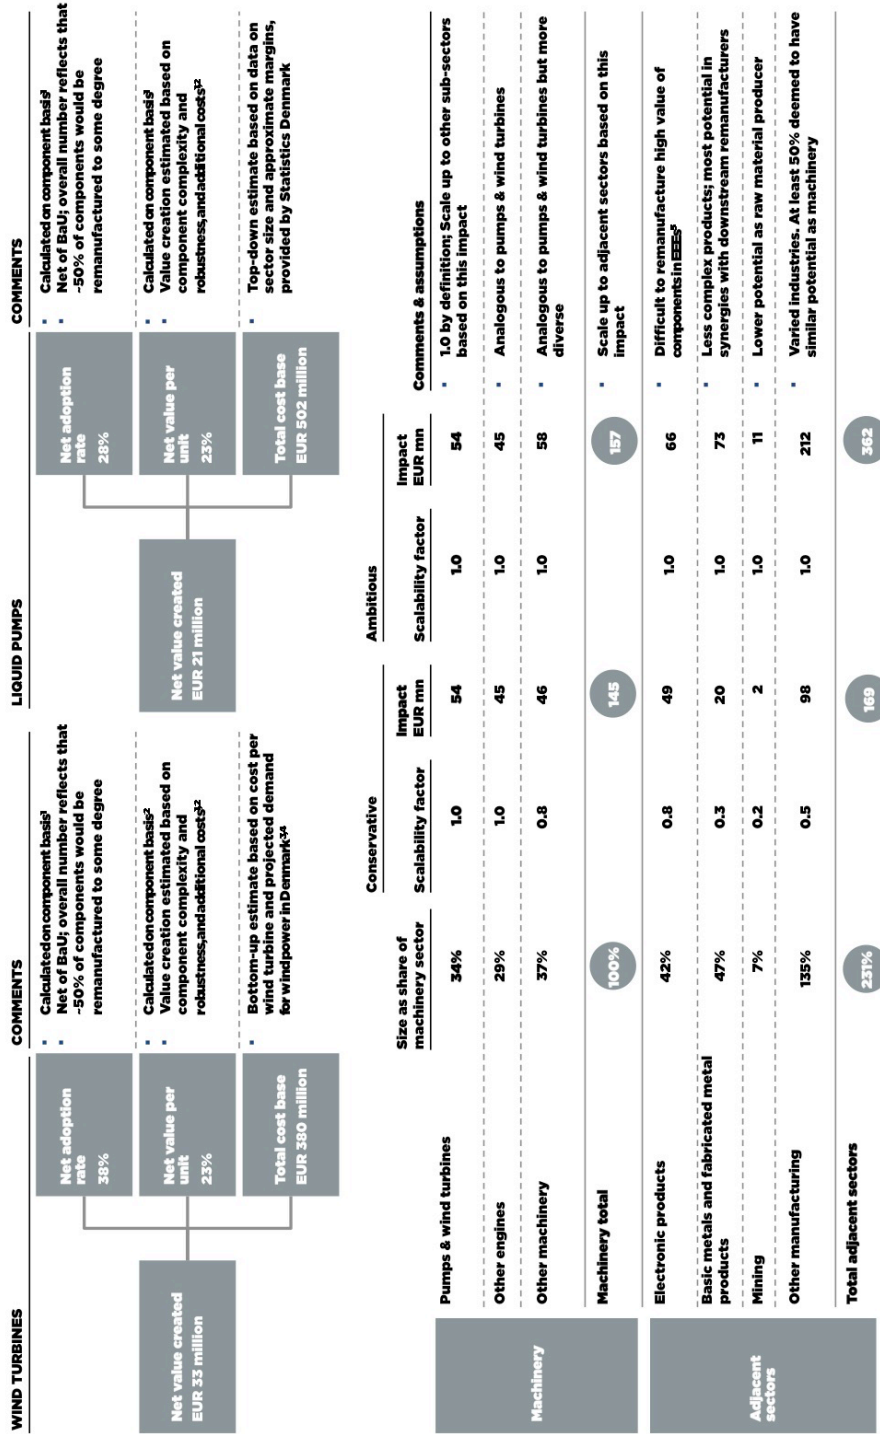 WIND TURBINES
COMMENTS
Net value created
EUR 33 million
Net adoption
rate
38%
▪ Calculated on component basis¹
▪ Net of BaU; overall number reflects that
~50% of components would be
remanufactured to some degree
Net value per
unit
23%
▪ Calculated on component basis²
▪ Value creation estimated based on
component complexity and
robustness, and additional costs¹,²
Total cost base
EUR 380 million
▪ Bottom-up estimate based on cost per
wind turbine and projected demand
for wind power in Denmark³,⁴
LIQUID PUMPS
COMMENTS
Net value created
EUR 21 million
Net adoption
rate
28%
▪ Calculated on component basis¹
▪ Net of BaU; overall number reflects that
~50% of components would be
remanufactured to some degree
Net value per
unit
23%
▪ Calculated on component basis¹
▪ Value creation estimated based on
component complexity and
robustness, and additional costs¹,²
Total cost base
EUR 502 million
▪ Top-down estimate based on data on
sector size and approximate margins,
provided by Statistics Denmark
Conservative Ambitious
Size as share of
machinery sector Scalability factor Impact
EUR mn Scalability factor Impact
EUR mn Comments & assumptions
Machinery
Pumps & wind turbines 34% 1.0 54 1.0 54 ▪ 1.0 by definition; Scale up to other sub-sectors
based on this impact
Other engines 29% 1.0 45 1.0 45 ▪ Analogous to pumps & wind turbines
Other machinery 37% 0.8 46 1.0 58 ▪ Analogous to pumps & wind turbines but more
diverse
Machinery total 100% 145 157 ▪ Scale up to adjacent sectors based on this
impact
Adjacent
sectors
Electronic products 42% 0.8 49 1.0 66 ▪ Difficult to remanufacture high value of
components in EEEs⁵
Basic metals and fabricated metal
products 47% 0.3 20 1.0 73 ▪ Less complex products; most potential in
synergies with downstream remanufacturers
Mining 7% 0.2 2 1.0 11 ▪ Lower potential as raw material producer
Other manufacturing 135% 0.5 98 1.0 212 ▪ Varied industries. At least 50% deemed to have
similar potential as machinery
Total adjacent sectors 231% 169 362